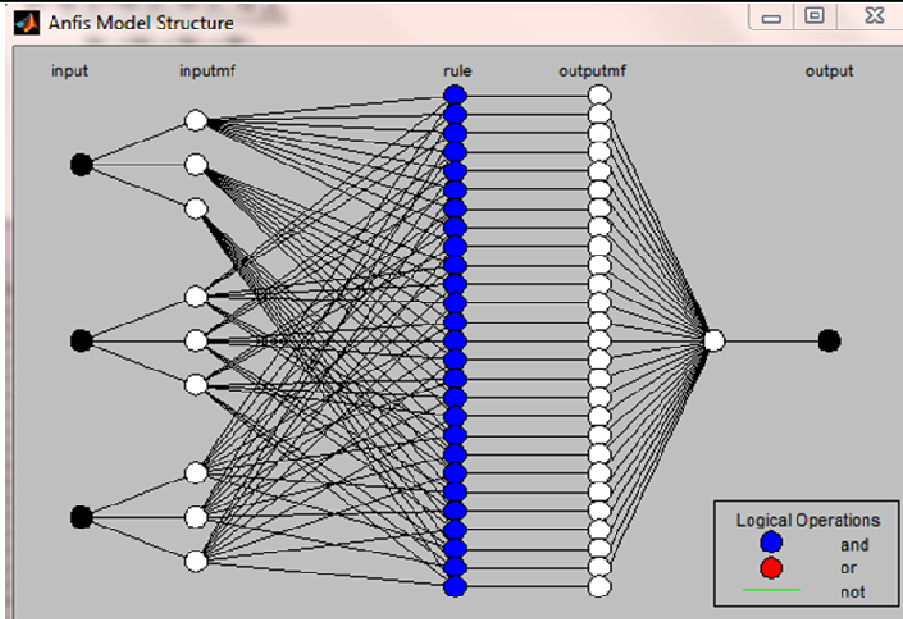 Anfis Model Structure
input inputmf rule outputmf output
Logical Operations
and
or
not